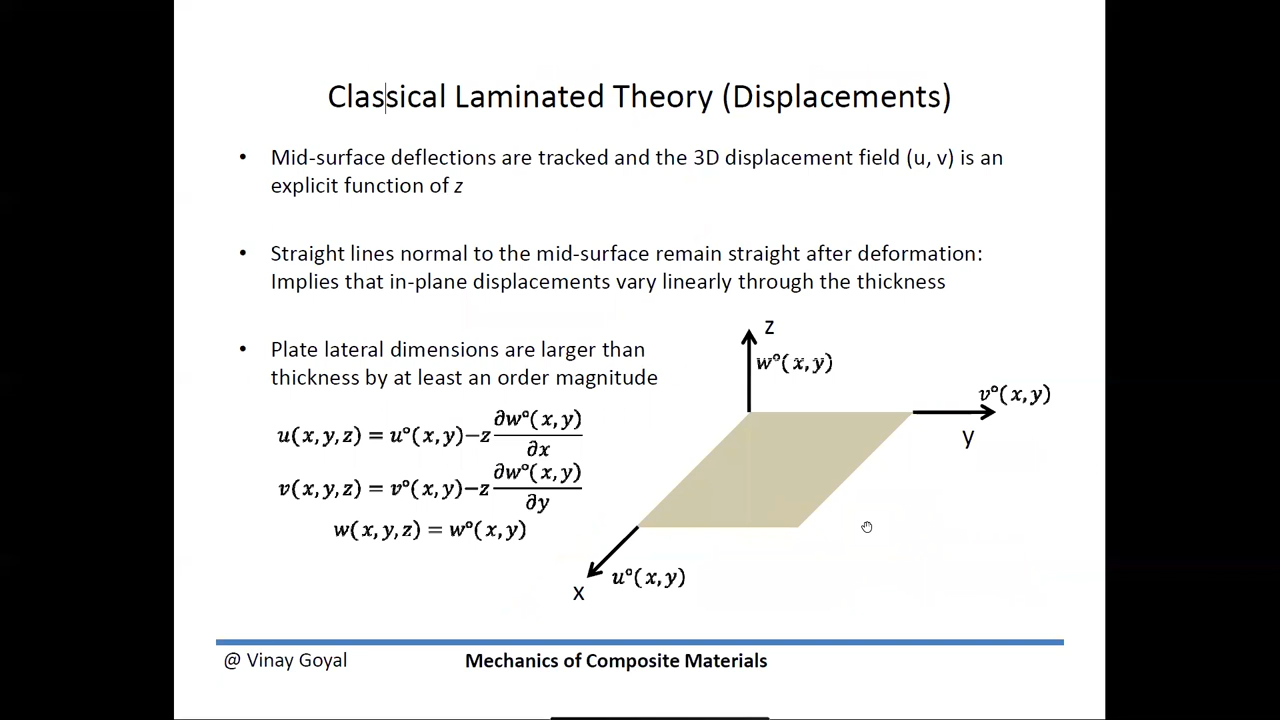 Classical Laminated Theory (Displacements)
• Mid-surface deflections are tracked and the 3D displacement field (u, v) is an
explicit function of z
• Straight lines normal to the mid-surface remain straight after deformation:
Implies that in-plane displacements vary linearly through the thickness
• Plate lateral dimensions are larger than
thickness by at least an order magnitude
u(x,y,z) = u°(x,y)−z ∂w°(x,y)/∂x
v(x,y,z) = v°(x,y)−z ∂w°(x,y)/∂y
w(x,y,z) = w°(x,y)
z
w°(x,y)
v°(x,y)
y
u°(x,y)
x
@ Vinay Goyal
Mechanics of Composite Materials